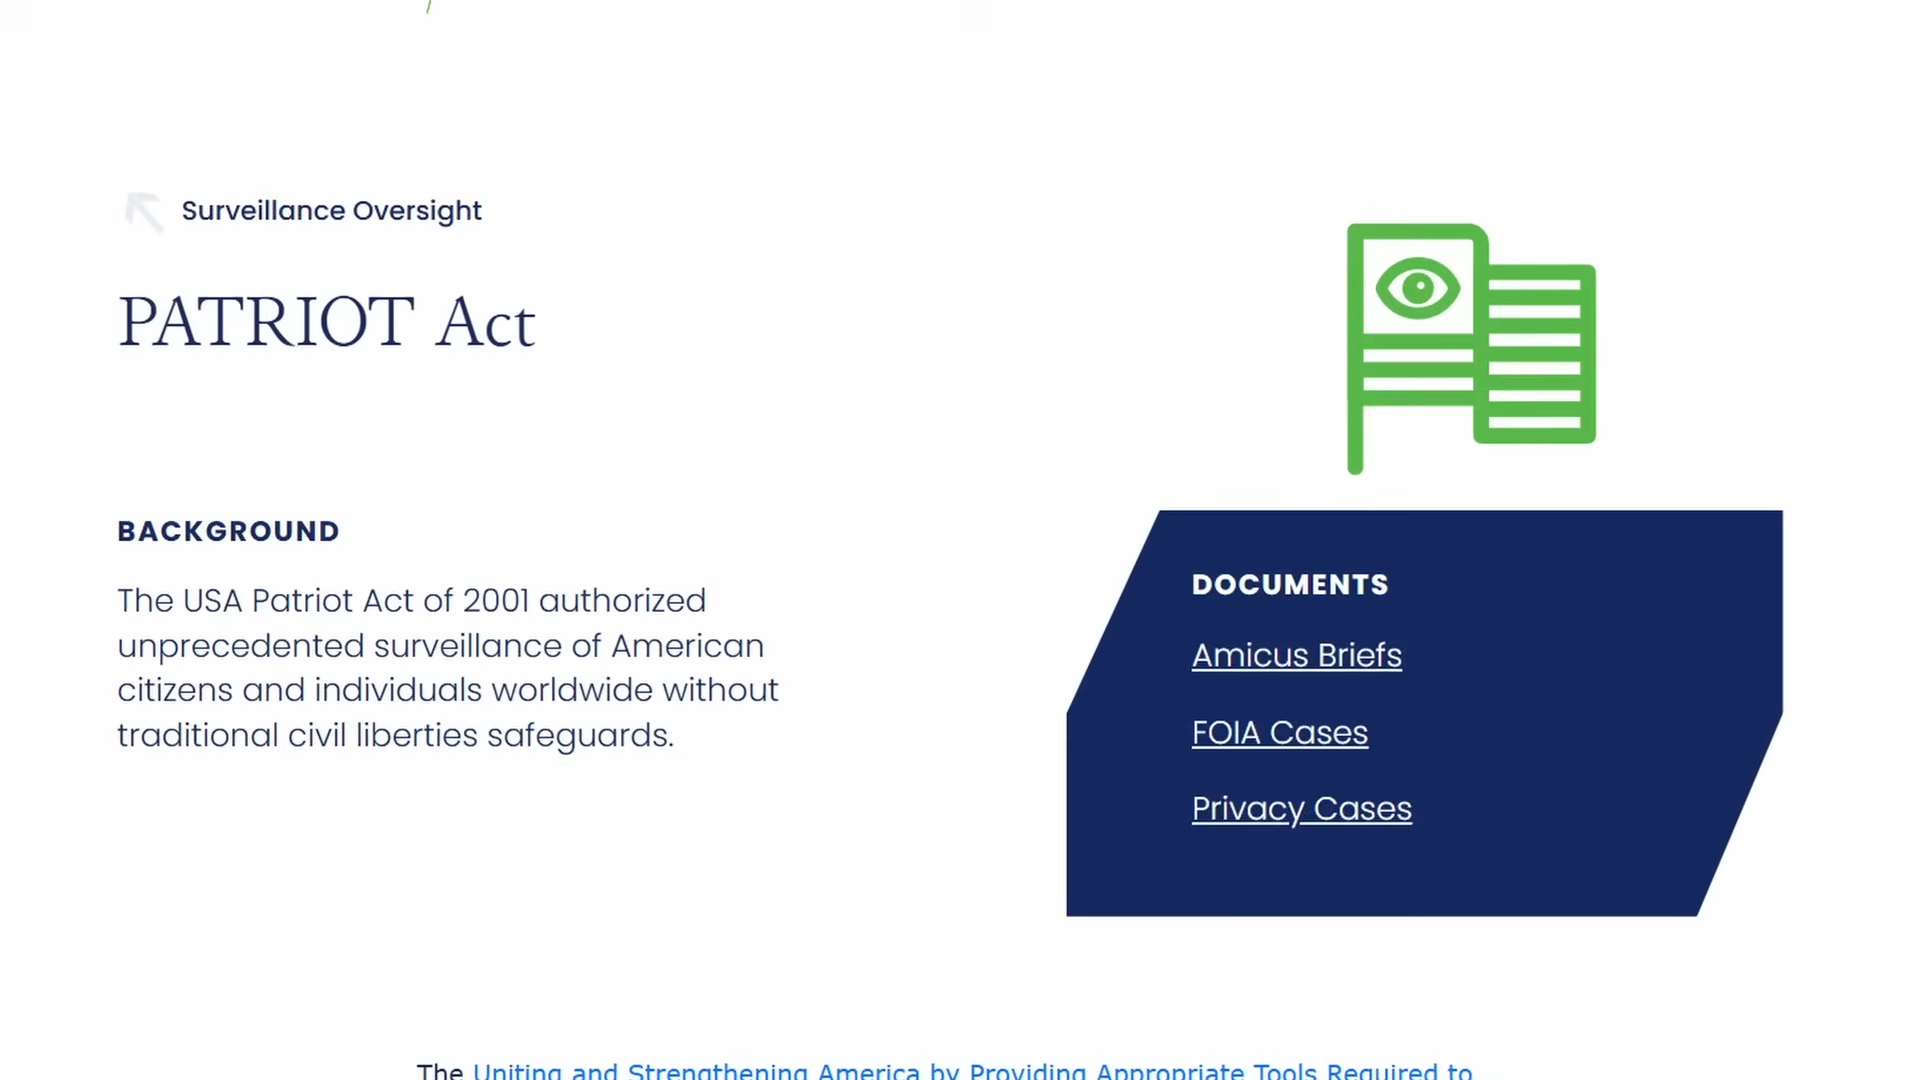 Surveillance Oversight
PATRIOT Act
BACKGROUND
The USA Patriot Act of 2001 authorized
unprecedented surveillance of American
citizens and individuals worldwide without
traditional civil liberties safeguards.
DOCUMENTS
Amicus Briefs
FOIA Cases
Privacy Cases
The Uniting and Strengthening America by Providing Appropriate Tools Required to